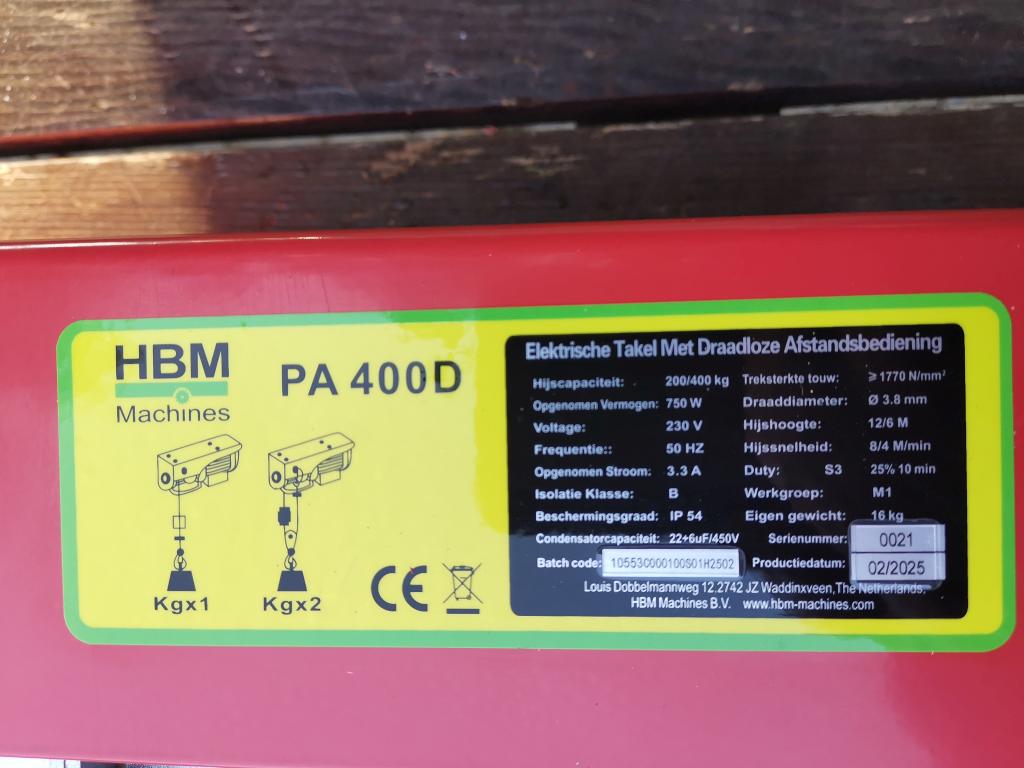 HBM
Machines
PA 400D
Kgx1
Kgx2
CE
Elektrische Takel Met Draadloze Afstandsbediening
Hijscapaciteit: 200/400 kg
Opgenomen Vermogen: 750 W
Voltage: 230 V
Frequentie:: 50 HZ
Opgenomen Stroom: 3.3 A
Isolatie Klasse: B
Beschermingsgraad: IP 54
Condensatorcapaciteit: 22+6uF/450V
Batch code: 10553C000100S01H2502
Treksterkte touw: ≥1770 N/mm²
Draaddiameter: Ø 3.8 mm
Hijshoogte: 12/6 M
Hijssnelheid: 8/4 M/min
Duty: S3 25% 10 min
Werkgroep: M1
Eigen gewicht: 16 kg
Serienummer: 0021
Productiedatum: 02/2025
Louis Dobbelmannweg 12.2742 JZ Waddinxveen,The Netherlands.
HBM Machines B.V. www.hbm-machines.com